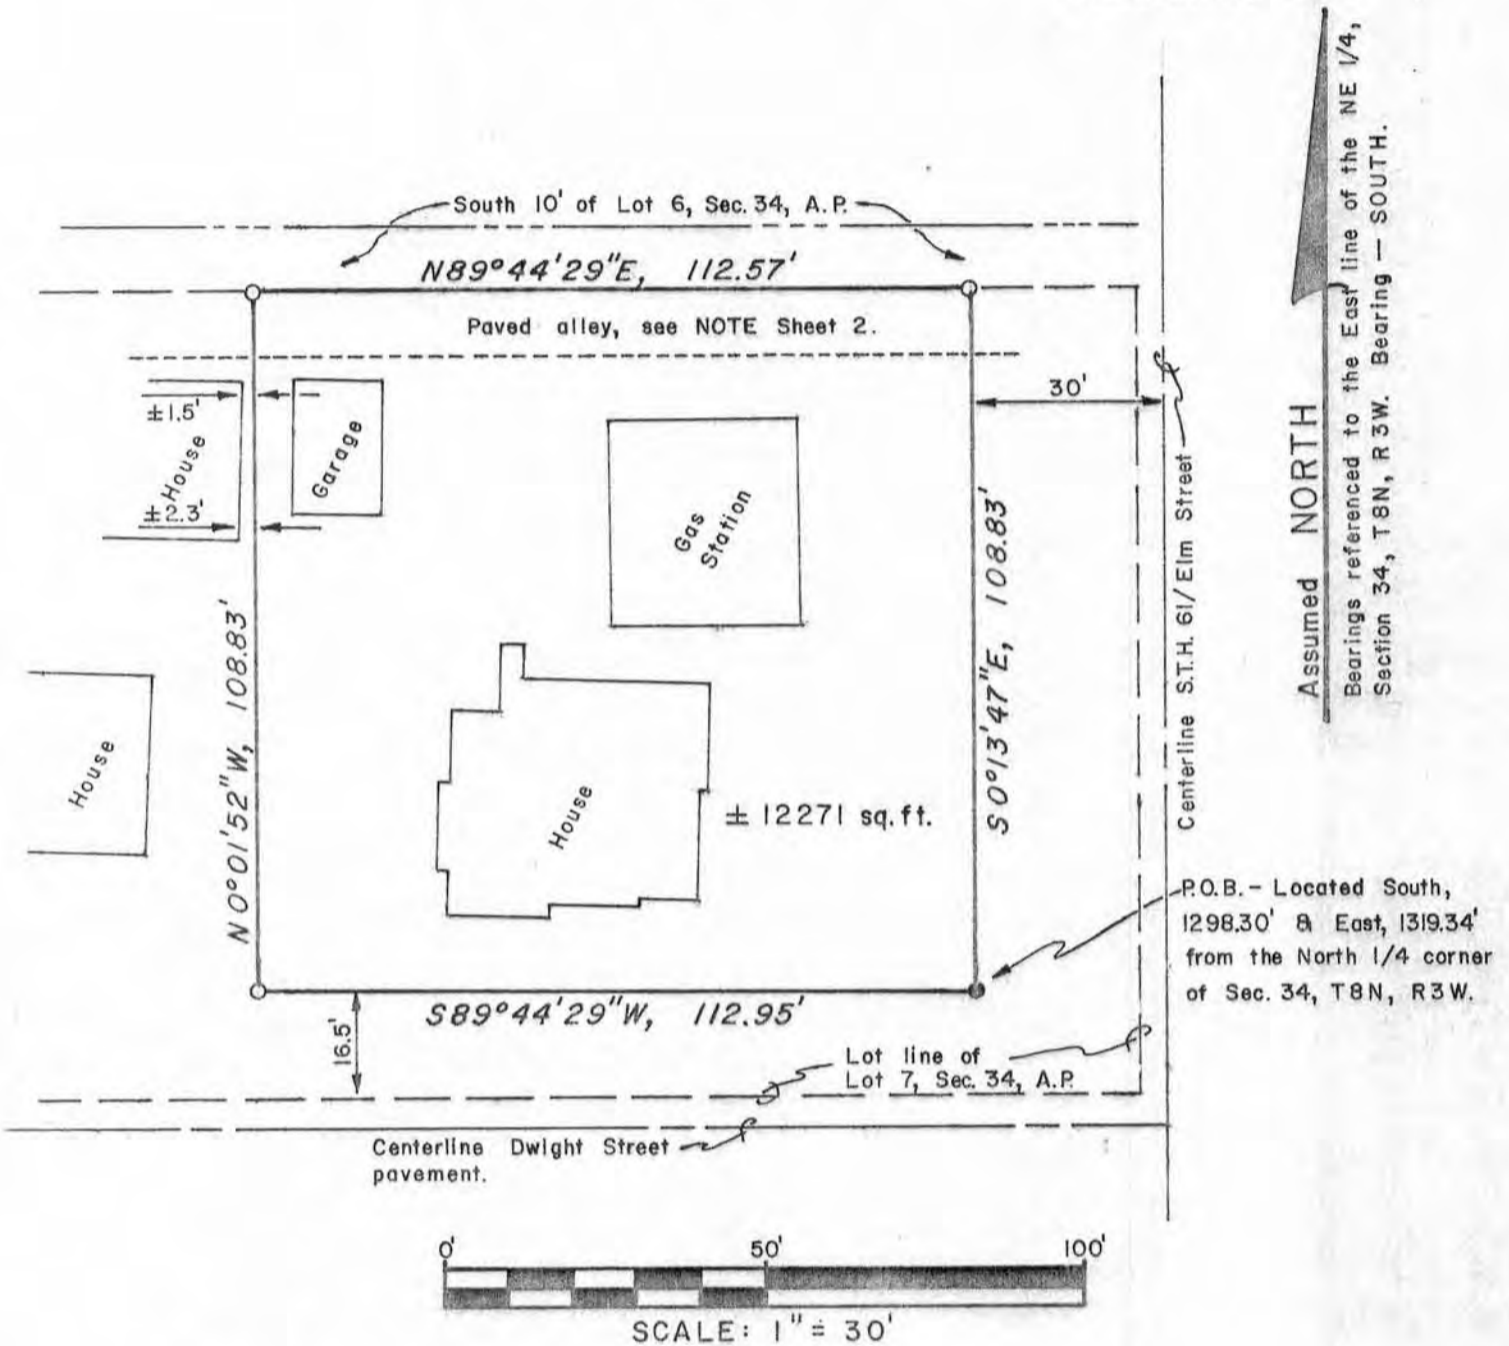 South 10' of Lot 6, Sec. 34, A.P.
N89°44'29"E, 112.57'
Paved alley, see NOTE Sheet 2.
±1.5'
House
±2.3'
Garage
Gas
Station
30'
N0°01'52"W, 108.83'
S0°13'47"E, 108.83'
Centerline S.T.H. 61/Elm Street
Assumed NORTH
Bearings referenced to the East line of the NE 1/4,
Section 34, T8N, R3W. Bearing — SOUTH.
House
House
± 12271 sq. ft.
P.O.B. - Located South,
1298.30' & East, 1319.34'
from the North 1/4 corner
of Sec. 34, T8N, R3W.
S89°44'29"W, 112.95'
16.5'
Lot line of
Lot 7, Sec. 34, A.P.
Centerline Dwight Street
pavement.
0' 50' 100'
SCALE: 1" = 30'